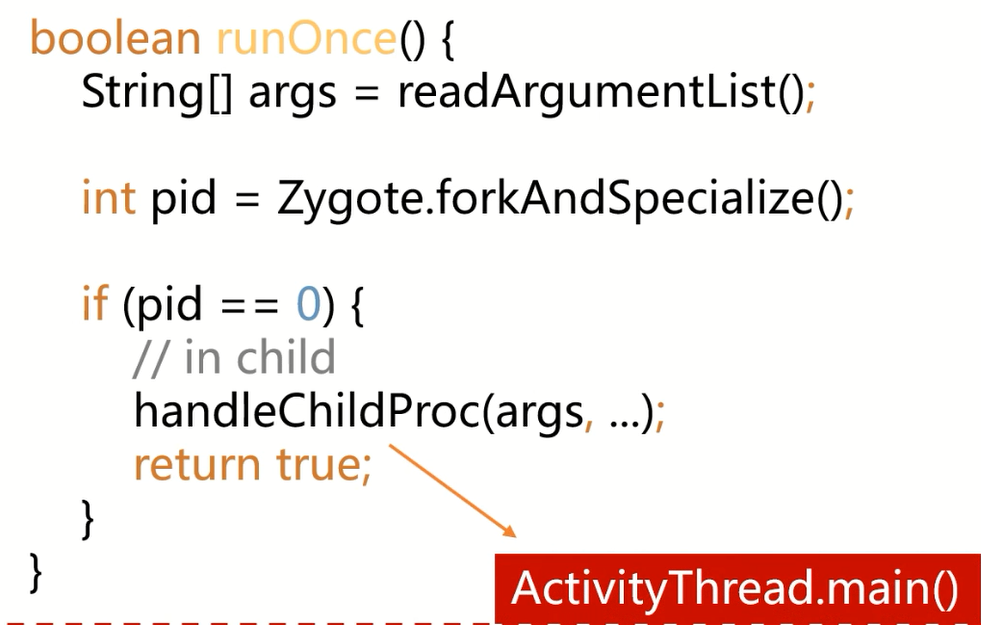 boolean runOnce() {
String[] args = readArgumentList();
int pid = Zygote.forkAndSpecialize();
if (pid == 0) {
// in child
handleChildProc(args, ...);
return true;
}
}
ActivityThread.main()